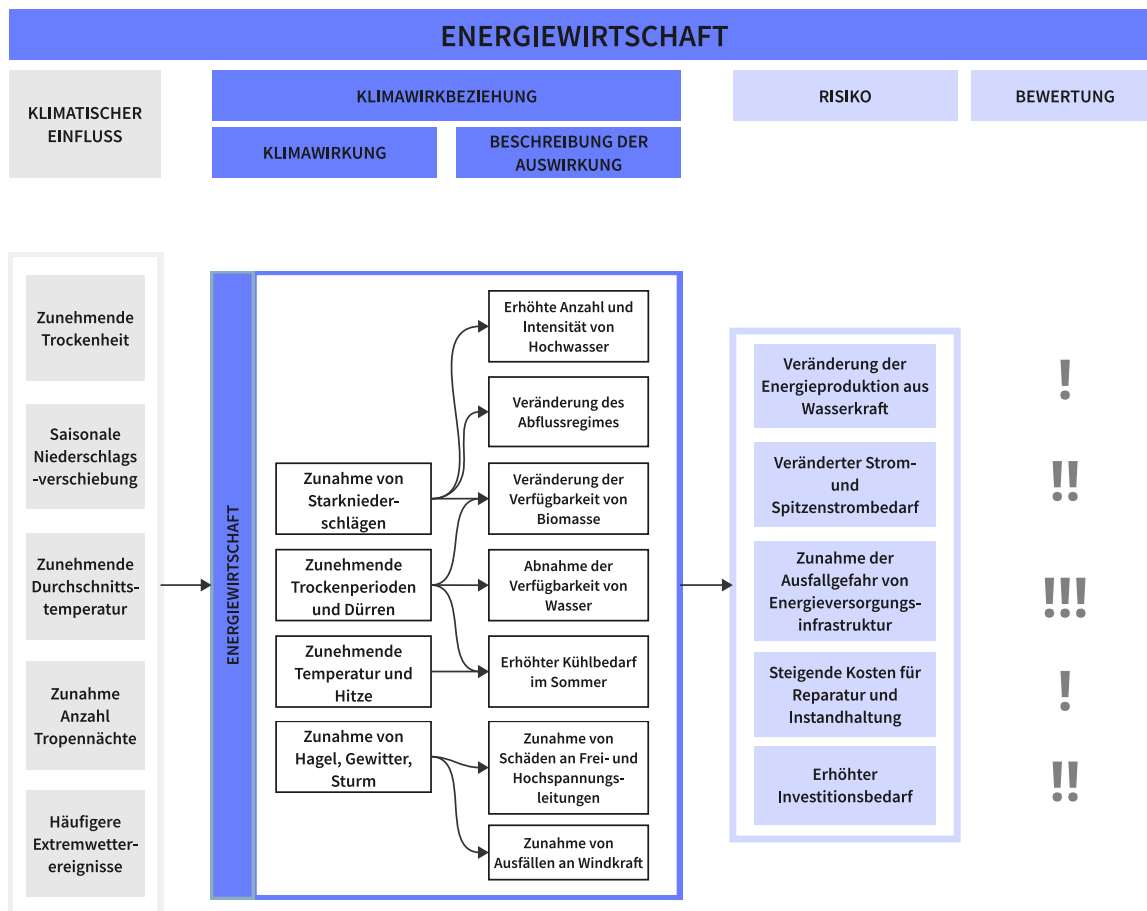 ENERGIEWIRTSCHAFT
KLIMATISCHER
EINFLUSS
KLIMAWIRKBEZIEHUNG
RISIKO
BEWERTUNG
KLIMAWIRKUNG
BESCHREIBUNG DER
AUSWIRKUNG
Zunehmende
Trockenheit
Saisonale
Niederschlags
-verschiebung
Zunehmende
Durchschnitts-
temperatur
Zunahme
Anzahl
Tropennächte
Häufigere
Extremwetter-
ereignisse
ENERGIEWIRTSCHAFT
Zunahme von
Starknieder-
schlägen
Zunehmende
Trockenperioden
und Dürren
Zunehmende
Temperatur und
Hitze
Zunahme von
Hagel, Gewitter,
Sturm
Erhöhte Anzahl und
Intensität von
Hochwasser
Veränderung des
Abflussregimes
Veränderung der
Verfügbarkeit von
Biomasse
Abnahme der
Verfügbarkeit von
Wasser
Erhöhter Kühlbedarf
im Sommer
Zunahme von
Schäden an Frei- und
Hochspannungs-
leitungen
Zunahme von
Ausfällen an Windkraft
Veränderung der
Energieproduktion aus
Wasserkraft
!
Veränderter Strom-
und
Spitzenstrombedarf
!!
Zunahme der
Ausfallgefahr von
Energieversorgungs-
infrastruktur
!!!
Steigende Kosten für
Reparatur und
Instandhaltung
!
Erhöhter
Investitionsbedarf
!!